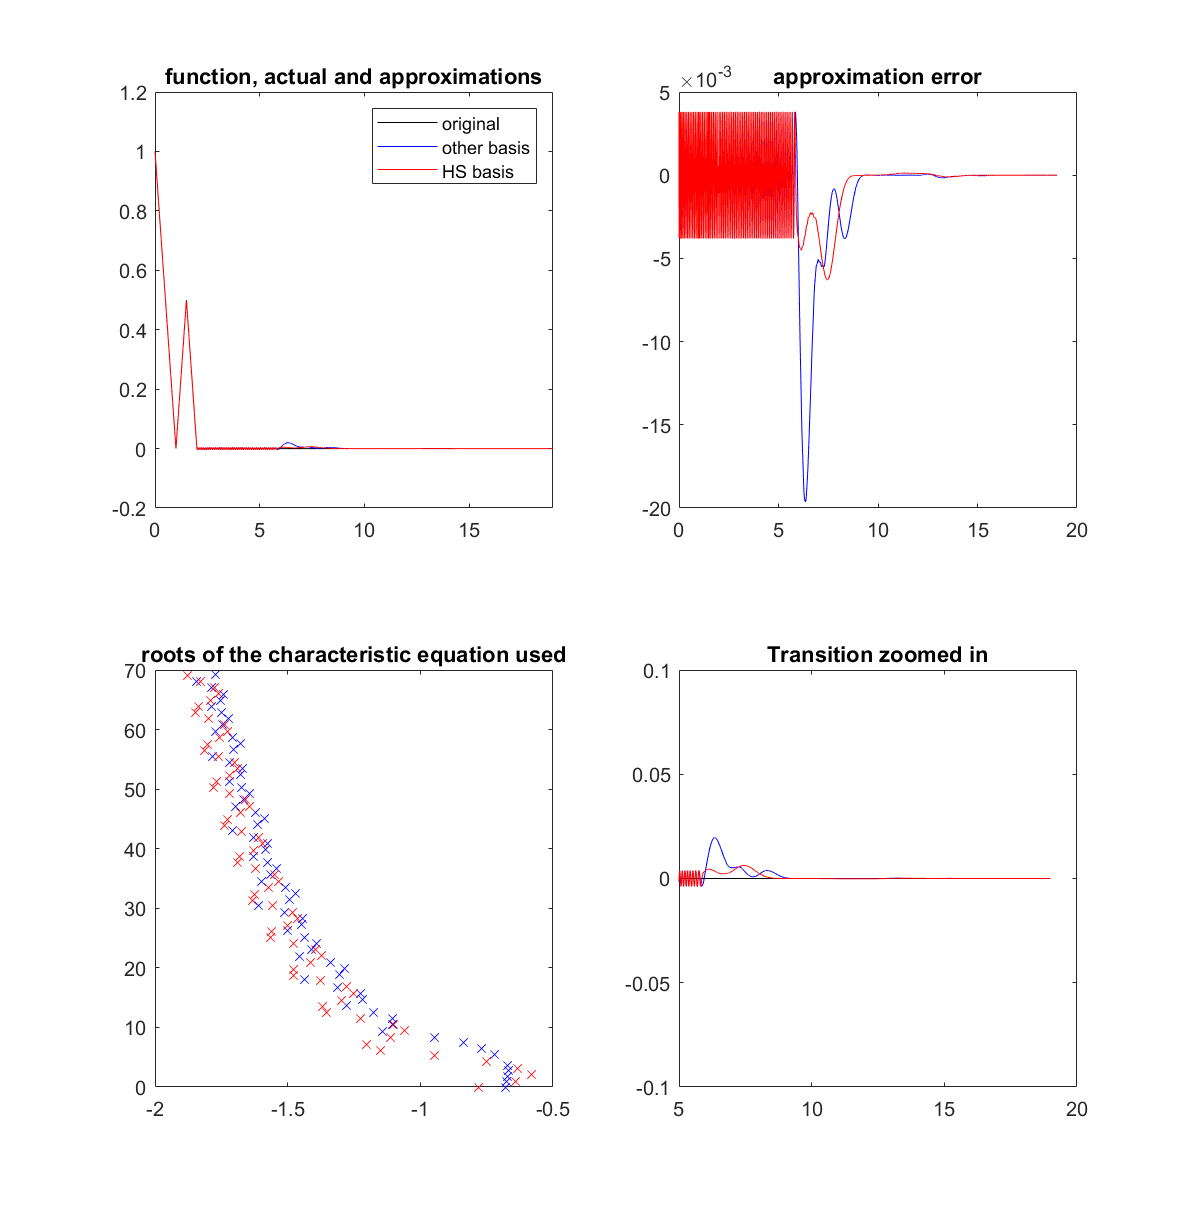 function, actual and approximations
1.2
1
0.8
0.6
0.4
0.2
0
-0.2
0 5 10 15
original
other basis
HS basis
approximation error
×10⁻³
5
0
-5
-10
-15
-20
0 5 10 15 20
roots of the characteristic equation used
70
60
50
40
30
20
10
0
-2 -1.5 -1 -0.5
Transition zoomed in
0.1
0.05
0
-0.05
-0.1
5 10 15 20